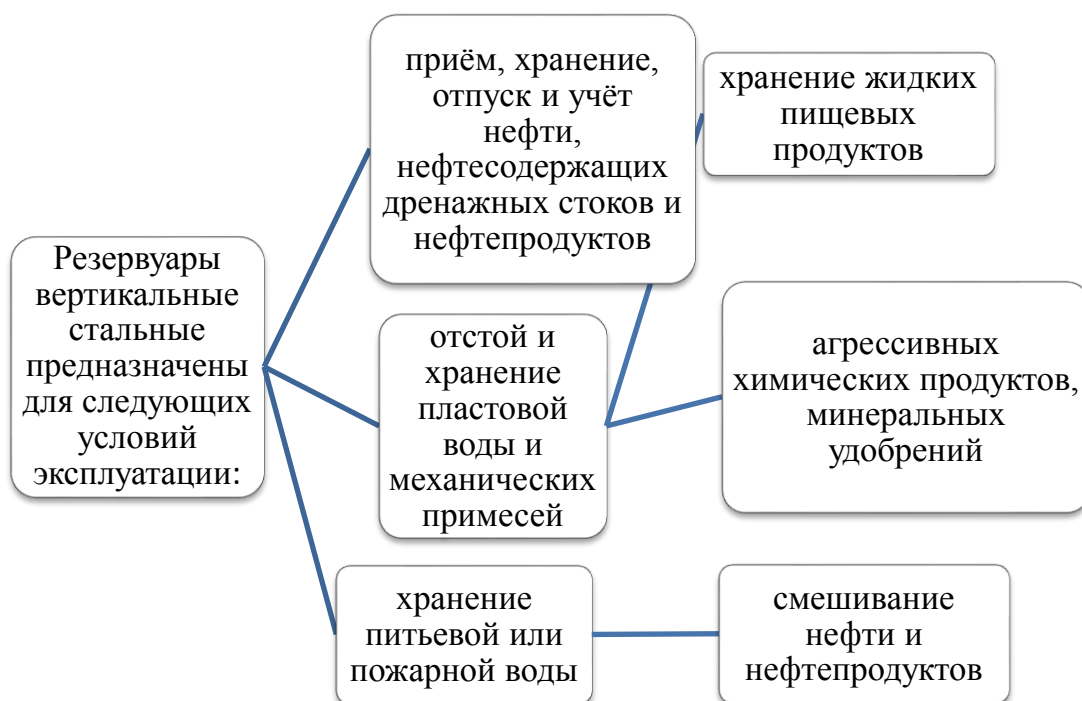 Резервуары
вертикальные
стальные
предназначены
для следующих
условий
эксплуатации:
приём, хранение,
отпуск и учёт
нефти,
нефтесодержащих
дренажных стоков и
нефтепродуктов
отстой и
хранение
пластовой
воды и
механических
примесей
хранение
питьевой или
пожарной воды
хранение жидких
пищевых
продуктов
агрессивных
химических продуктов,
минеральных
удобрений
смешивание
нефти и
нефтепродуктов